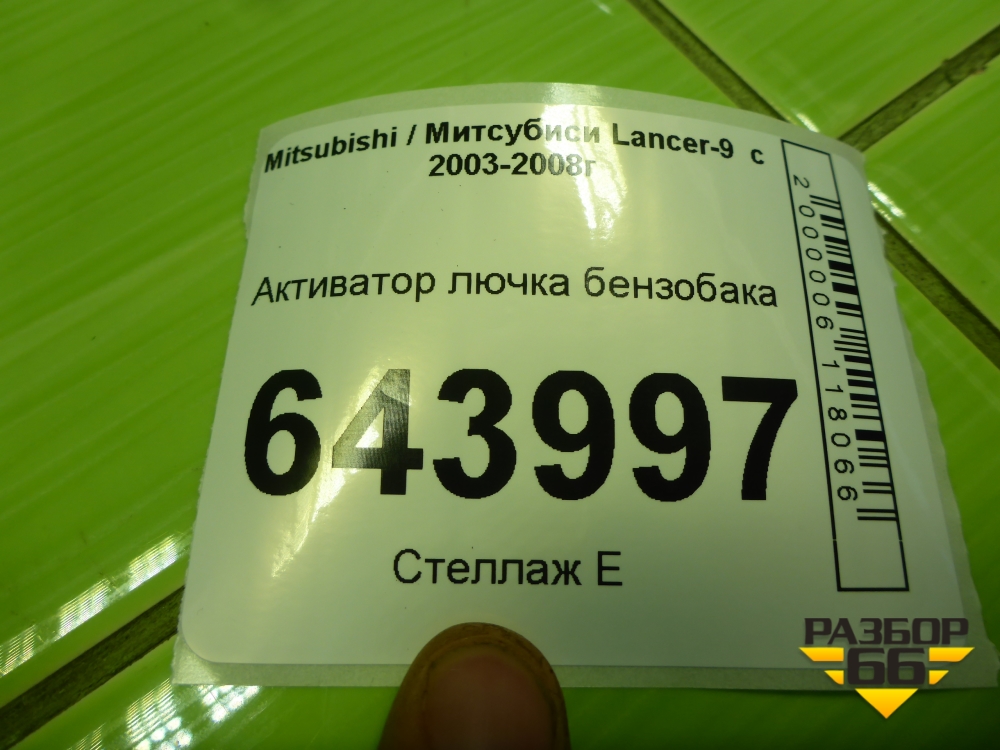 Mitsubishi / Митсубиси Lancer-9 с
2003-2008г
Активатор лючка бензобака
643997
Стеллаж Е
2000006118066
РАЗБОР
66